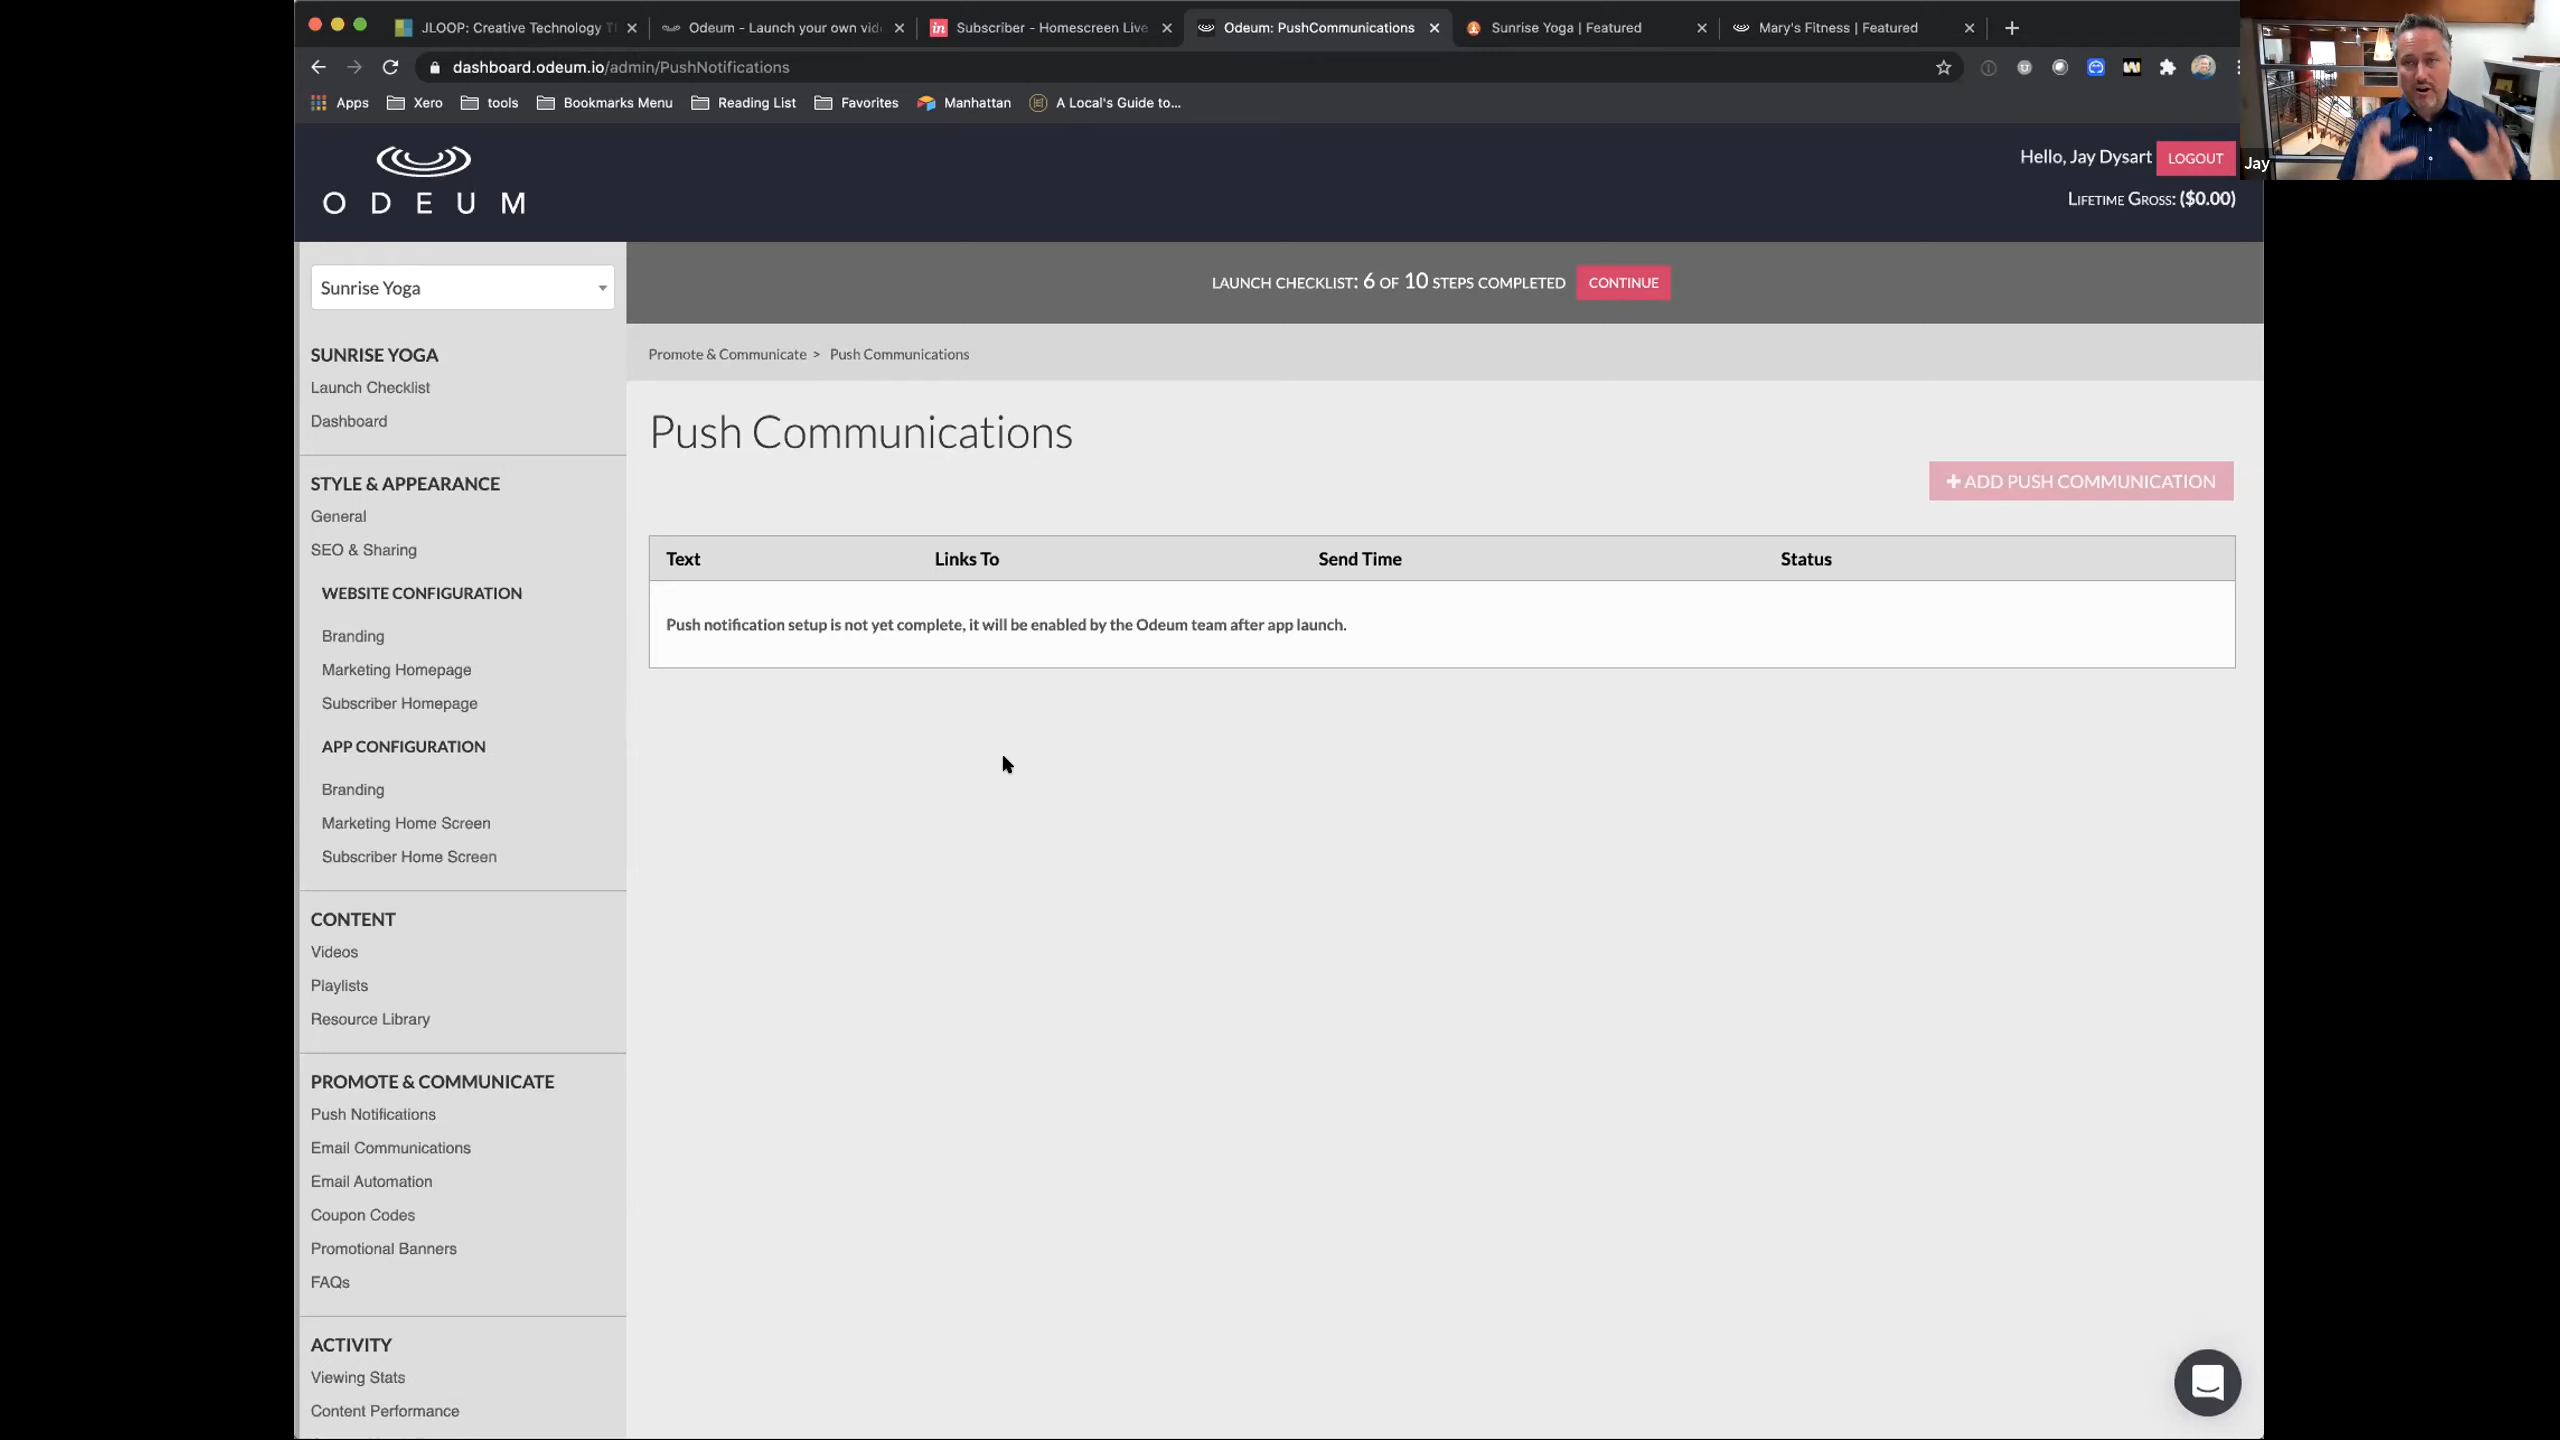 JLOOP: Creative Technology T
Odeum - Launch your own vid
Subscriber - Homescreen Live
Odeum: PushCommunications
Sunrise Yoga | Featured
Mary's Fitness | Featured
dashboard.odeum.io/admin/PushNotifications
Apps
Xero
tools
Bookmarks Menu
Reading List
Favorites
Manhattan
A Local's Guide to...
ODEUM
Hello, Jay Dysart
LOGOUT
Jay
LIFETIME GROSS: ($0.00)
Sunrise Yoga
LAUNCH CHECKLIST: 6 OF 10 STEPS COMPLETED
CONTINUE
SUNRISE YOGA
Launch Checklist
Dashboard
STYLE & APPEARANCE
General
SEO & Sharing
WEBSITE CONFIGURATION
Branding
Marketing Homepage
Subscriber Homepage
APP CONFIGURATION
Branding
Marketing Home Screen
Subscriber Home Screen
CONTENT
Videos
Playlists
Resource Library
PROMOTE & COMMUNICATE
Push Notifications
Email Communications
Email Automation
Coupon Codes
Promotional Banners
FAQs
ACTIVITY
Viewing Stats
Content Performance
Promote & Communicate > Push Communications
Push Communications
+ ADD PUSH COMMUNICATION
Text Links To Send Time Status
Push notification setup is not yet complete, it will be enabled by the Odeum team after app launch.